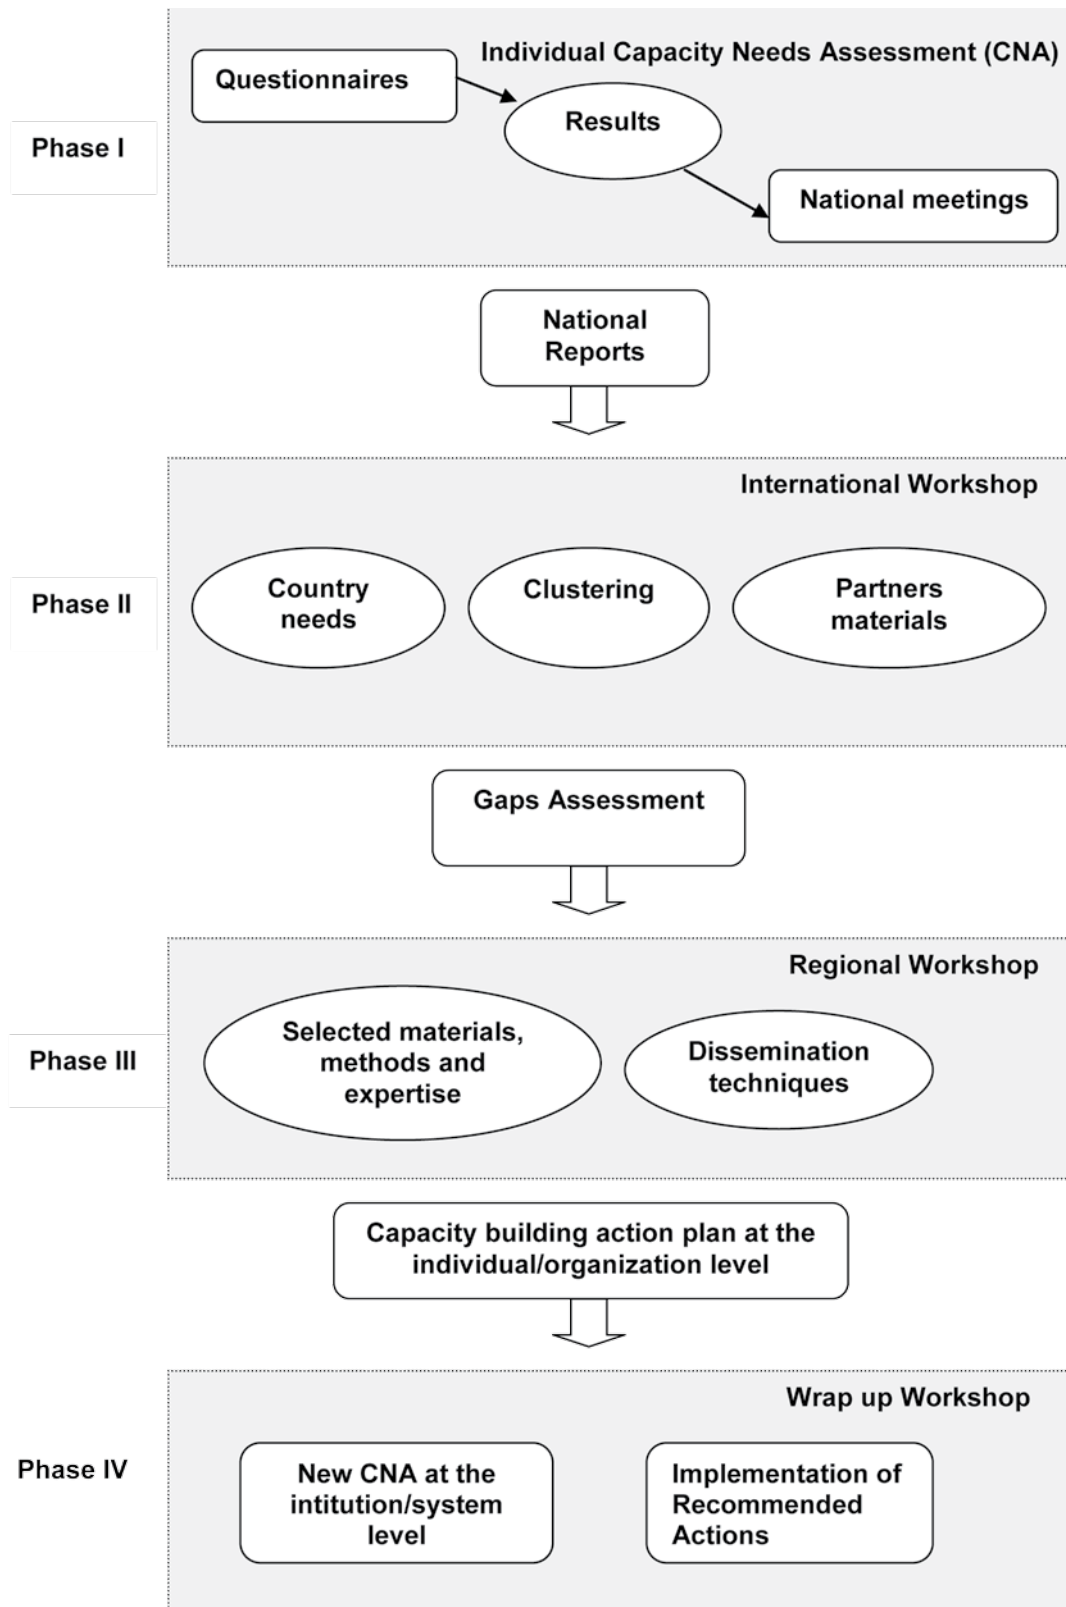 Individual Capacity Needs Assessment (CNA)
Questionnaires
Results
Phase I
National meetings
National
Reports
International Workshop
Phase II
Country
needs
Clustering
Partners
materials
Gaps Assessment
Regional Workshop
Phase III
Selected materials,
methods and
expertise
Dissemination
techniques
Capacity building action plan at the
individual/organization level
Wrap up Workshop
Phase IV
New CNA at the
intitution/system
level
Implementation of
Recommended
Actions